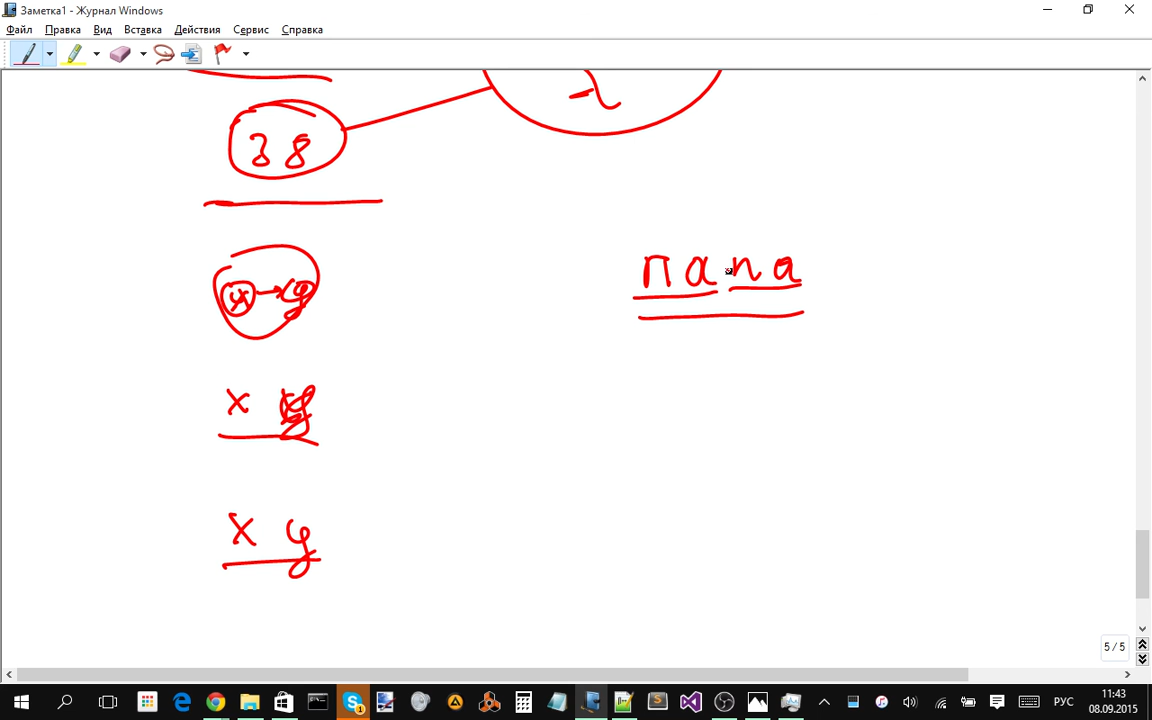 Заметка1 - Журнал Windows
Файл Правка Вид Вставка Действия Сервис Справка
38
папа
x y
x
x y
5 / 5
РУС
11:43
08.09.2015